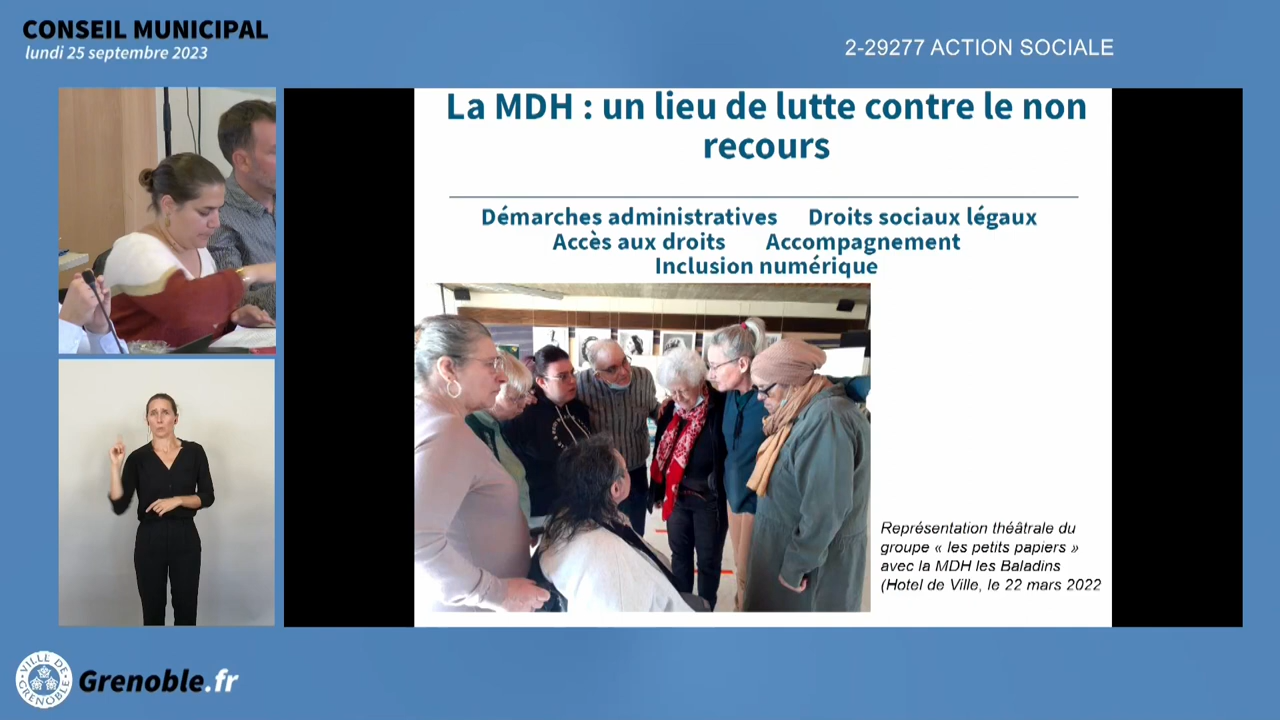 CONSEIL MUNICIPAL
lundi 25 septembre 2023
2-29277 ACTION SOCIALE
La MDH : un lieu de lutte contre le non
recours
Démarches administratives Droits sociaux légaux
Accès aux droits Accompagnement
Inclusion numérique
Représentation théâtrale du
groupe « les petits papiers »
avec la MDH les Baladins
(Hotel de Ville, le 22 mars 2022
VILLE DE
GRENOBLE
Grenoble.fr